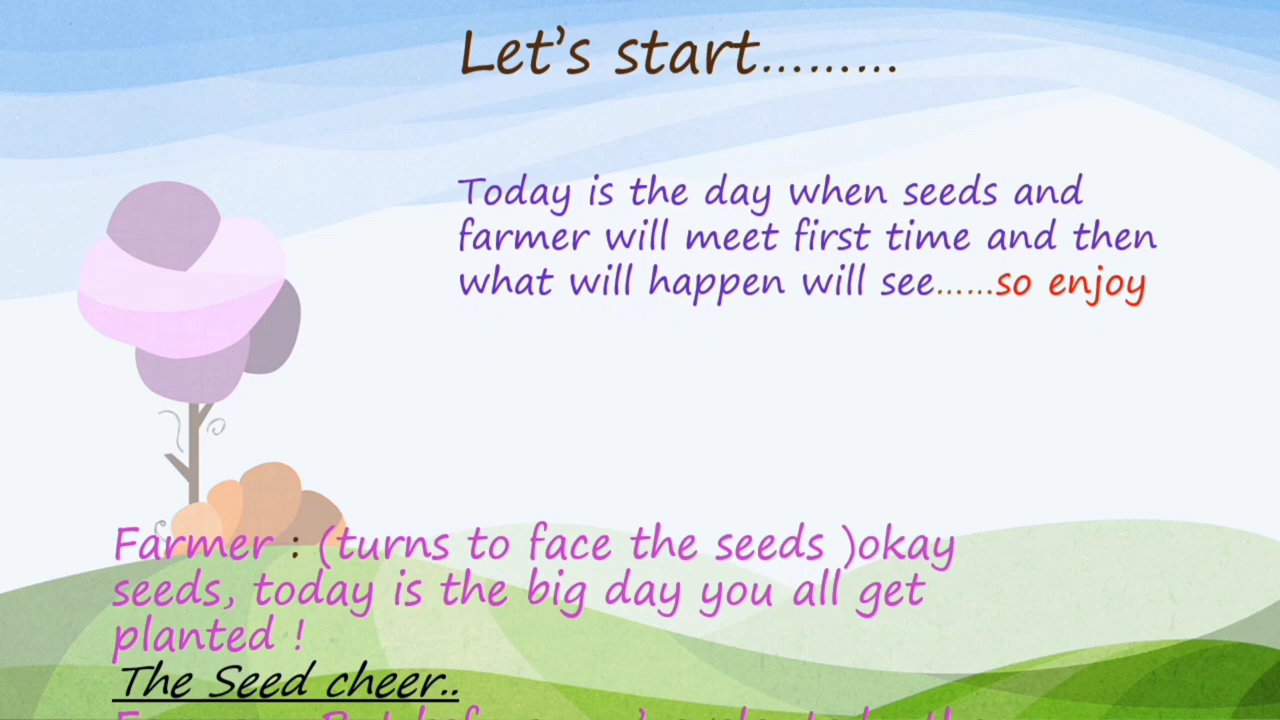 Let’s start.........
Today is the day when seeds and
farmer will meet first time and then
what will happen will see......so enjoy
Farmer : (turns to face the seeds )okay
seeds, today is the big day you all get
planted !
The Seed cheer..